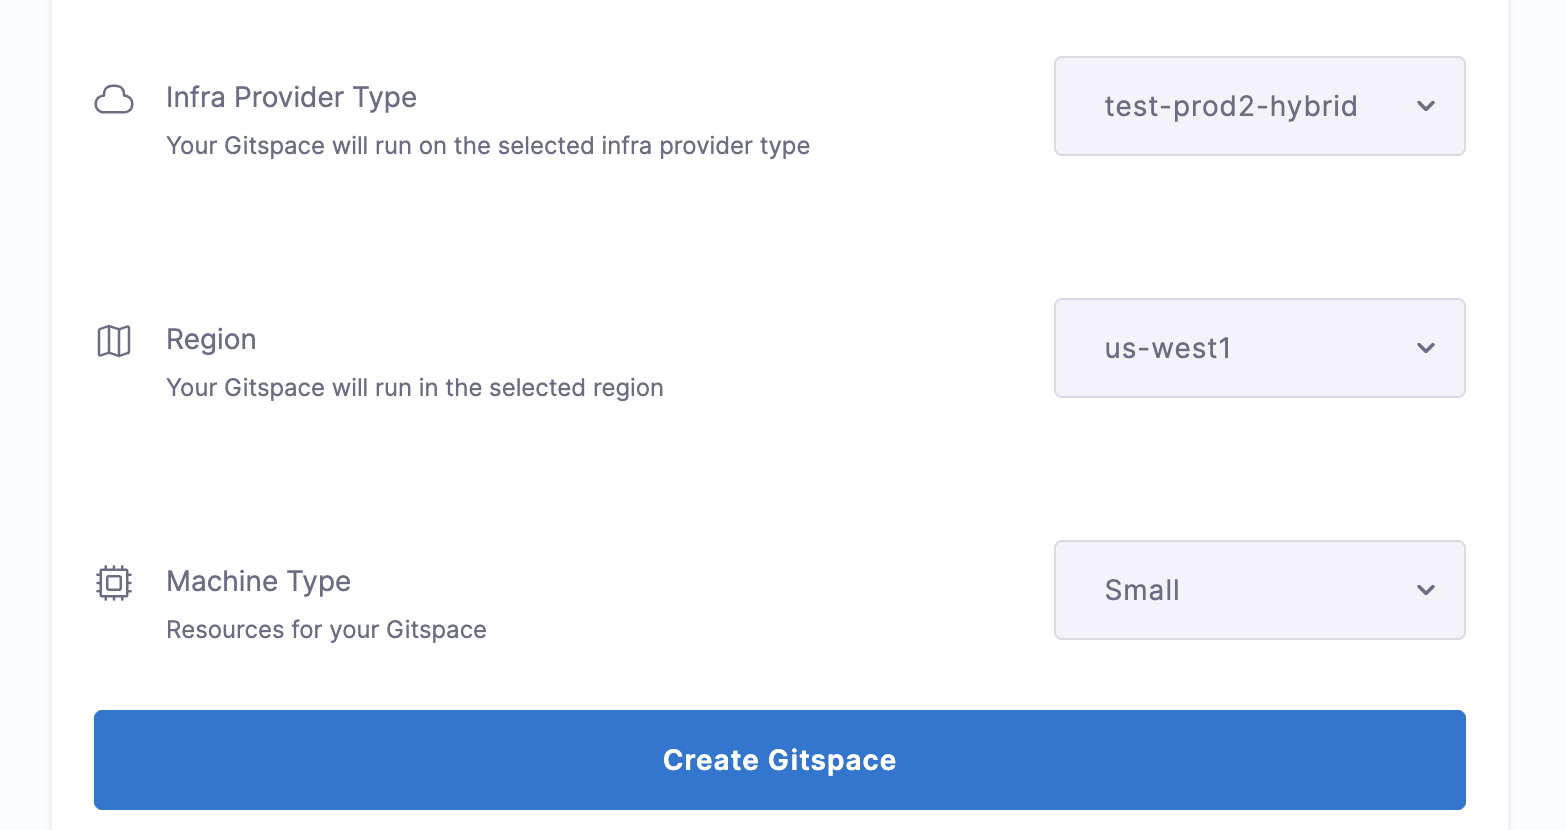 Infra Provider Type
test-prod2-hybrid
Your Gitspace will run on the selected infra provider type
Region
us-west1
Your Gitspace will run in the selected region
Machine Type
Small
Resources for your Gitspace
Create Gitspace